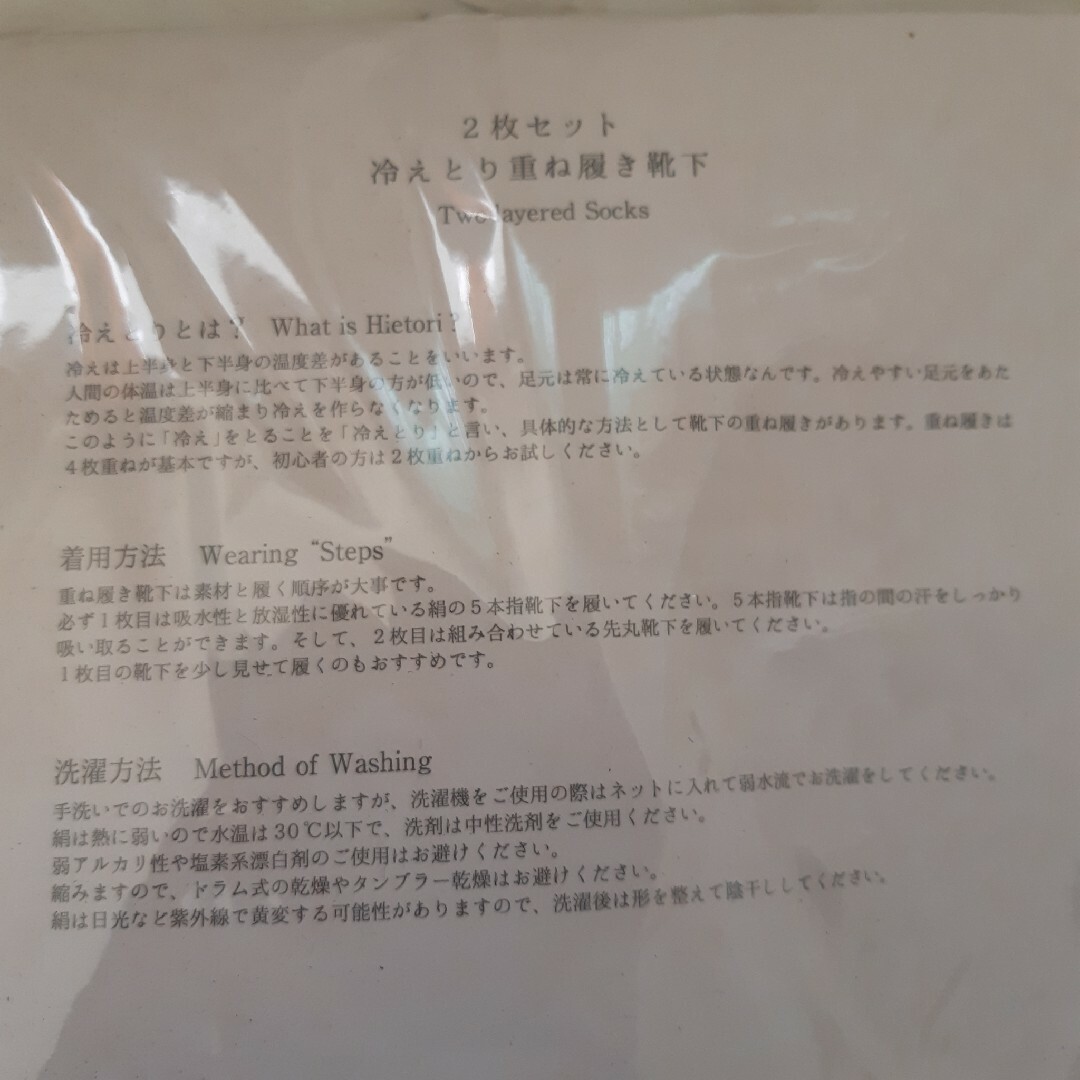 2枚セット
冷えとり重ね履き靴下
Two layered Socks
冷えとりとは? What is Hietori?
冷えは上半身と下半身の温度差があることをいいます。
人間の体温は上半身に比べて下半身の方が低いので、足元は常に冷えている状態なんです。冷えやすい足元をあた
ためると温度差が縮まり冷えを作らなくなります。
このように「冷え」をとることを「冷えとり」と言い、具体的な方法として靴下の重ね履きがあります。重ね履きは
4枚重ねが基本ですが、初心者の方は2枚重ねからお試しください。
着用方法 Wearing “Steps”
重ね履き靴下は素材と履く順序が大事です。
必ず1枚目は吸水性と放湿性に優れている絹の5本指靴下を履いてください。5本指靴下は指の間の汗をしっかり
吸い取ることができます。そして、2枚目は組み合わせている先丸靴下を履いてください。
1枚目の靴下を少し見せて履くのもおすすめです。
洗濯方法 Method of Washing
手洗いでのお洗濯をおすすめしますが、洗濯機をご使用の際はネットに入れて弱水流でお洗濯をしてください。
絹は熱に弱いので水温は30℃以下で、洗剤は中性洗剤をご使用ください。
弱アルカリ性や塩素系漂白剤のご使用はお避けください。
縮みますので、ドラム式の乾燥やタンブラー乾燥はお避けください。
絹は日光など紫外線で黄変する可能性がありますので、洗濯後は形を整えて陰干ししてください。